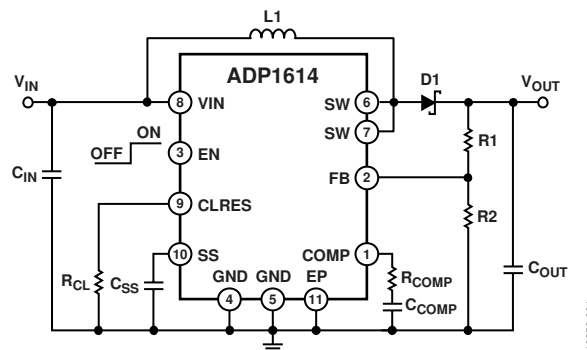 L1
ADP1614
VIN
VOUT
D1
8 VIN
SW 6
SW 7
R1
ON
OFF
3 EN
FB 2
CIN
9 CLRES
R2
10 SS
COMP 1
RCL
CSS
GND GND EP
4 5 11
RCOMP
CCOMP
COUT